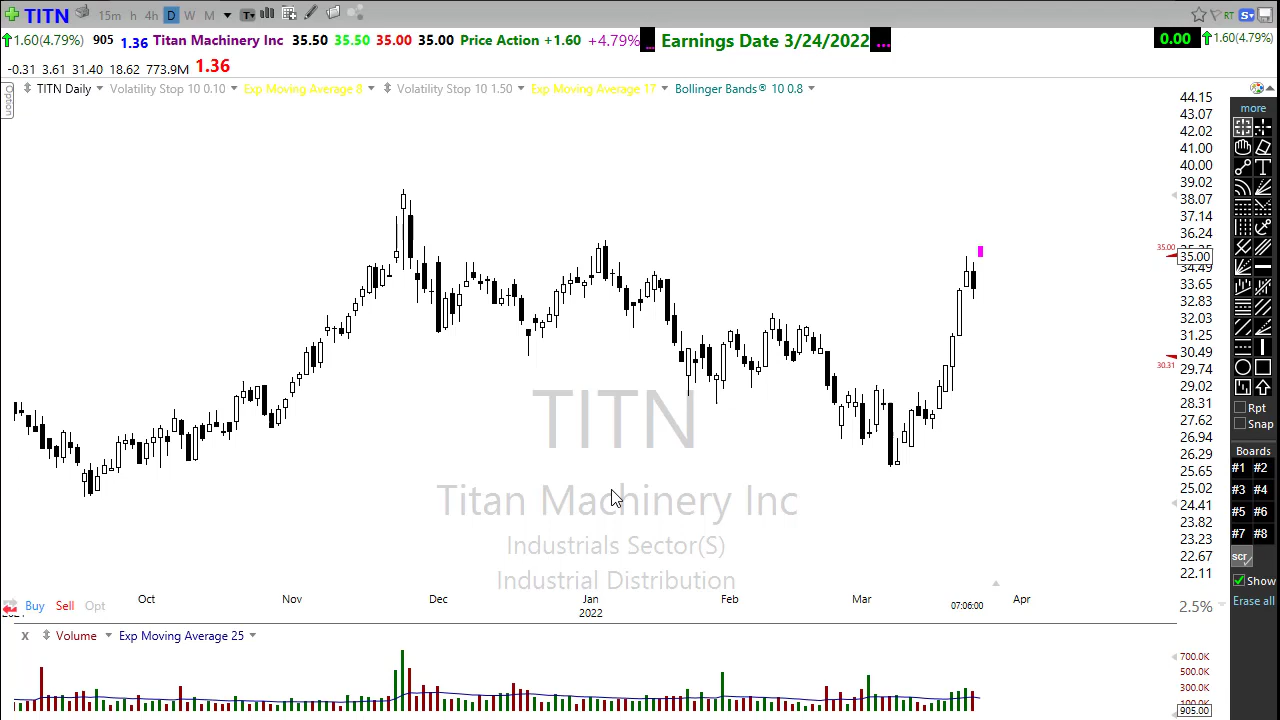 TITN 15m h 4h D W M T RT S
1.60(4.79%) 905 1.36 Titan Machinery Inc 35.50 35.50 35.00 35.00 Price Action +1.60 +4.79% ... Earnings Date 3/24/2022 ... 0.00 1.60(4.79%)
-0.31 3.61 31.40 18.62 773.9M 1.36
Option
TITN Daily Volatility Stop 10 0.10 Exp Moving Average 8 Volatility Stop 10 1.50 Exp Moving Average 17 Bollinger Bands® 10 0.8
44.15
43.07
42.02
41.00
40.00
39.02
38.07
37.14
36.24
35.00
35.00
34.49
33.65
32.83
32.03
31.25
30.49
30.31
29.74
29.02
28.31
27.62
26.94
26.29
25.65
25.02
24.41
23.82
23.23
22.67
22.11
2.5%
TITN
Titan Machinery Inc
Industrials Sector(S)
Industrial Distribution
Oct Nov Dec Jan Feb Mar Apr
2022
07:06:00
Buy Sell Opt
X Volume Exp Moving Average 25
700.0K
500.0K
300.0K
905.00
more
T
Rpt
Snap
Boards
#1 #2
#3 #4
#5 #6
#7 #8
scr
Show
Erase all